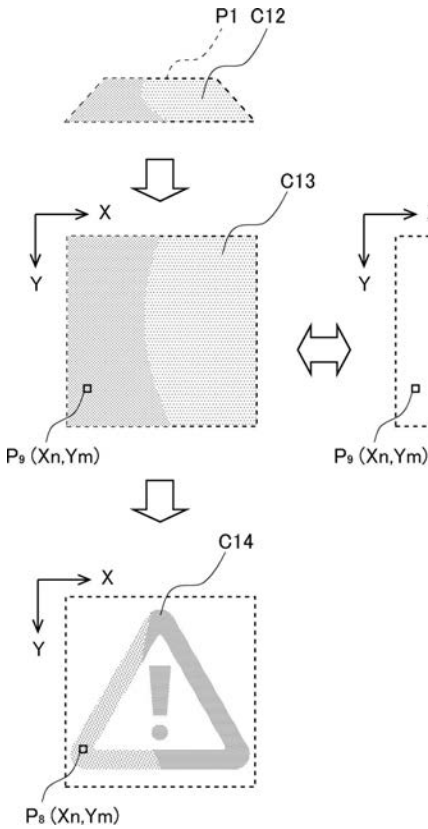 P1 C12
X C13
Y
P₉ (Xn,Ym) P₉ (Xn,Ym)
C14
X
Y
!
P₈ (Xn,Ym)